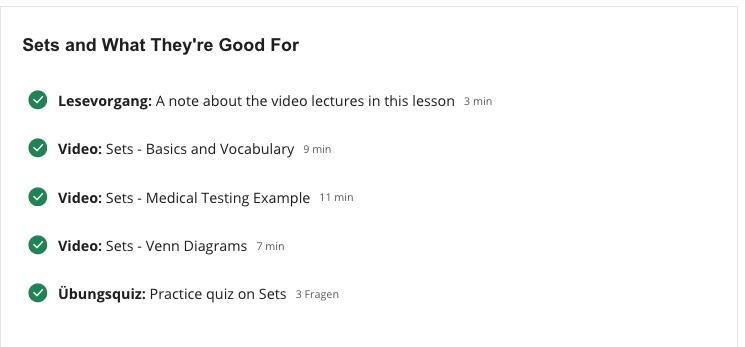 Sets and What They're Good For
Lesevorgang: A note about the video lectures in this lesson 3 min
Video: Sets - Basics and Vocabulary 9 min
Video: Sets - Medical Testing Example 11 min
Video: Sets - Venn Diagrams 7 min
Übungsquiz: Practice quiz on Sets 3 Fragen